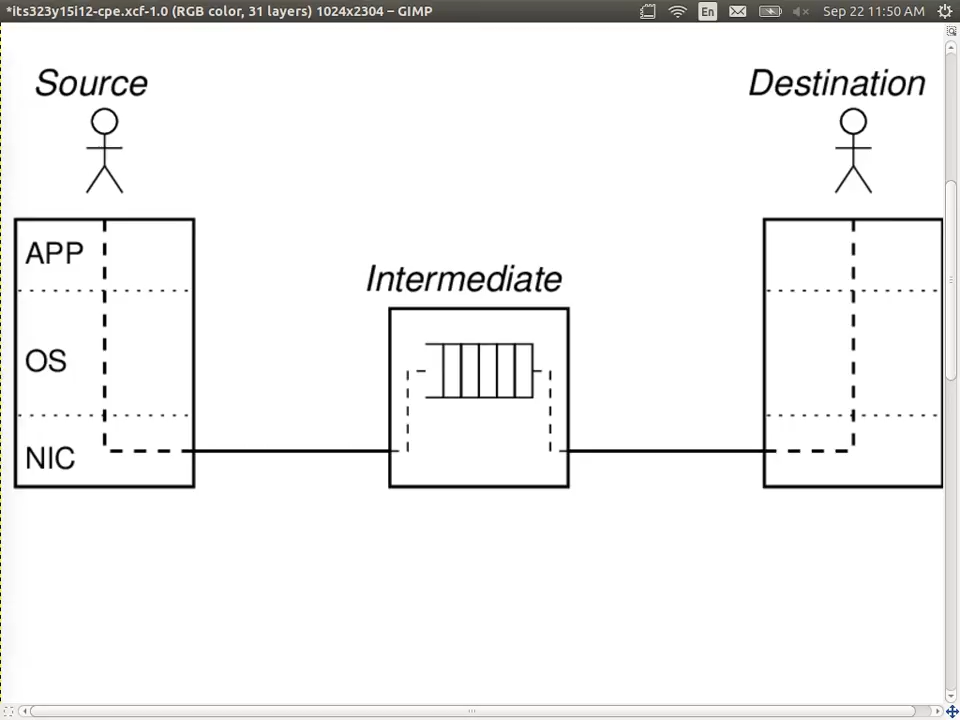 *its323y15i12-cpe.xcf-1.0 (RGB color, 31 layers) 1024x2304 – GIMP
En
Sep 22 11:50 AM
Source
Destination
APP
Intermediate
OS
NIC